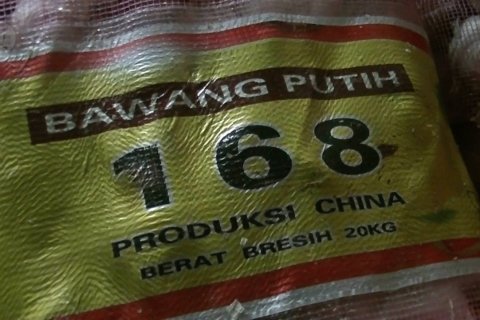 BAWANG PUTIH
168
PRODUKSI CHINA
BERAT BRESIH 20KG